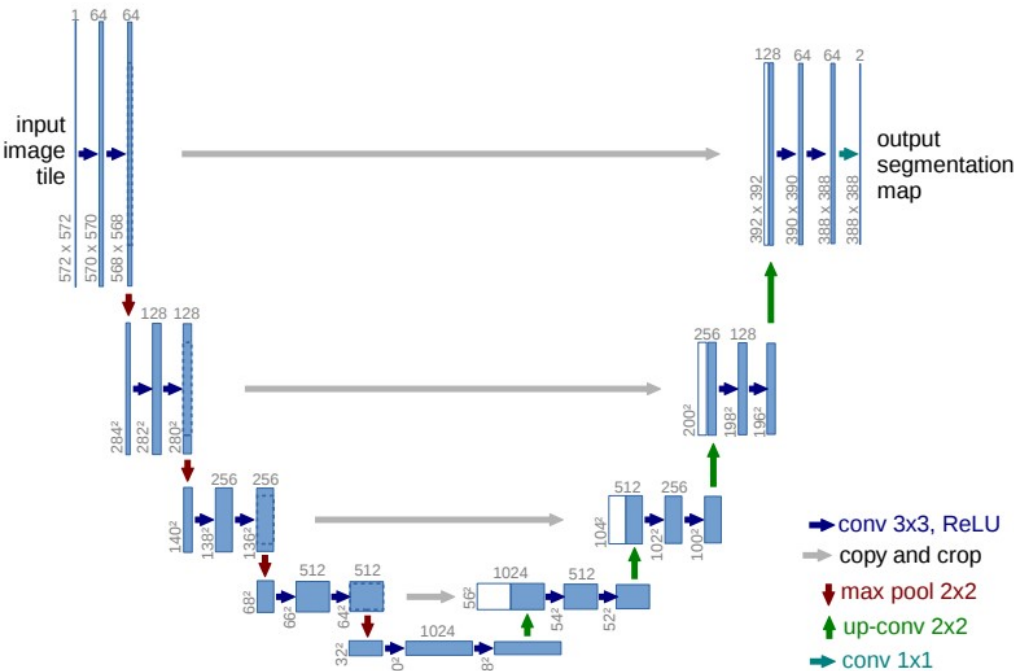 1 64 64
128 64 64 2
input
image
tile
output
segmentation
map
572 x 572
570 x 570
568 x 568
392 x 392
390 x 390
388 x 388
388 x 388
128 128
256 128
284²
282²
280²
200²
198²
196²
256 256
512 256
140²
138²
136²
104²
102²
100²
512 512
1024 512
68²
66²
64²
56²
54²
52²
1024
32²
0²
8²
conv 3x3, ReLU
copy and crop
max pool 2x2
up-conv 2x2
conv 1x1